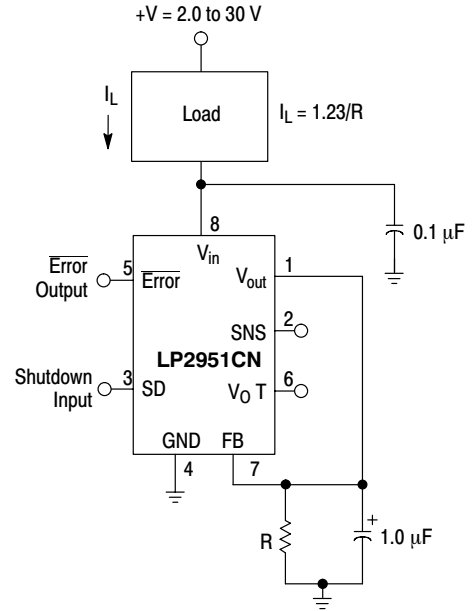 +V = 2.0 to 30 V
I_L
Load
I_L = 1.23/R
8
0.1 µF
V_in
Error Output
5
Error
V_out
1
SNS
2
LP2951CN
Shutdown Input
3
SD
V_O T
6
GND
FB
4
7
R
+
1.0 µF